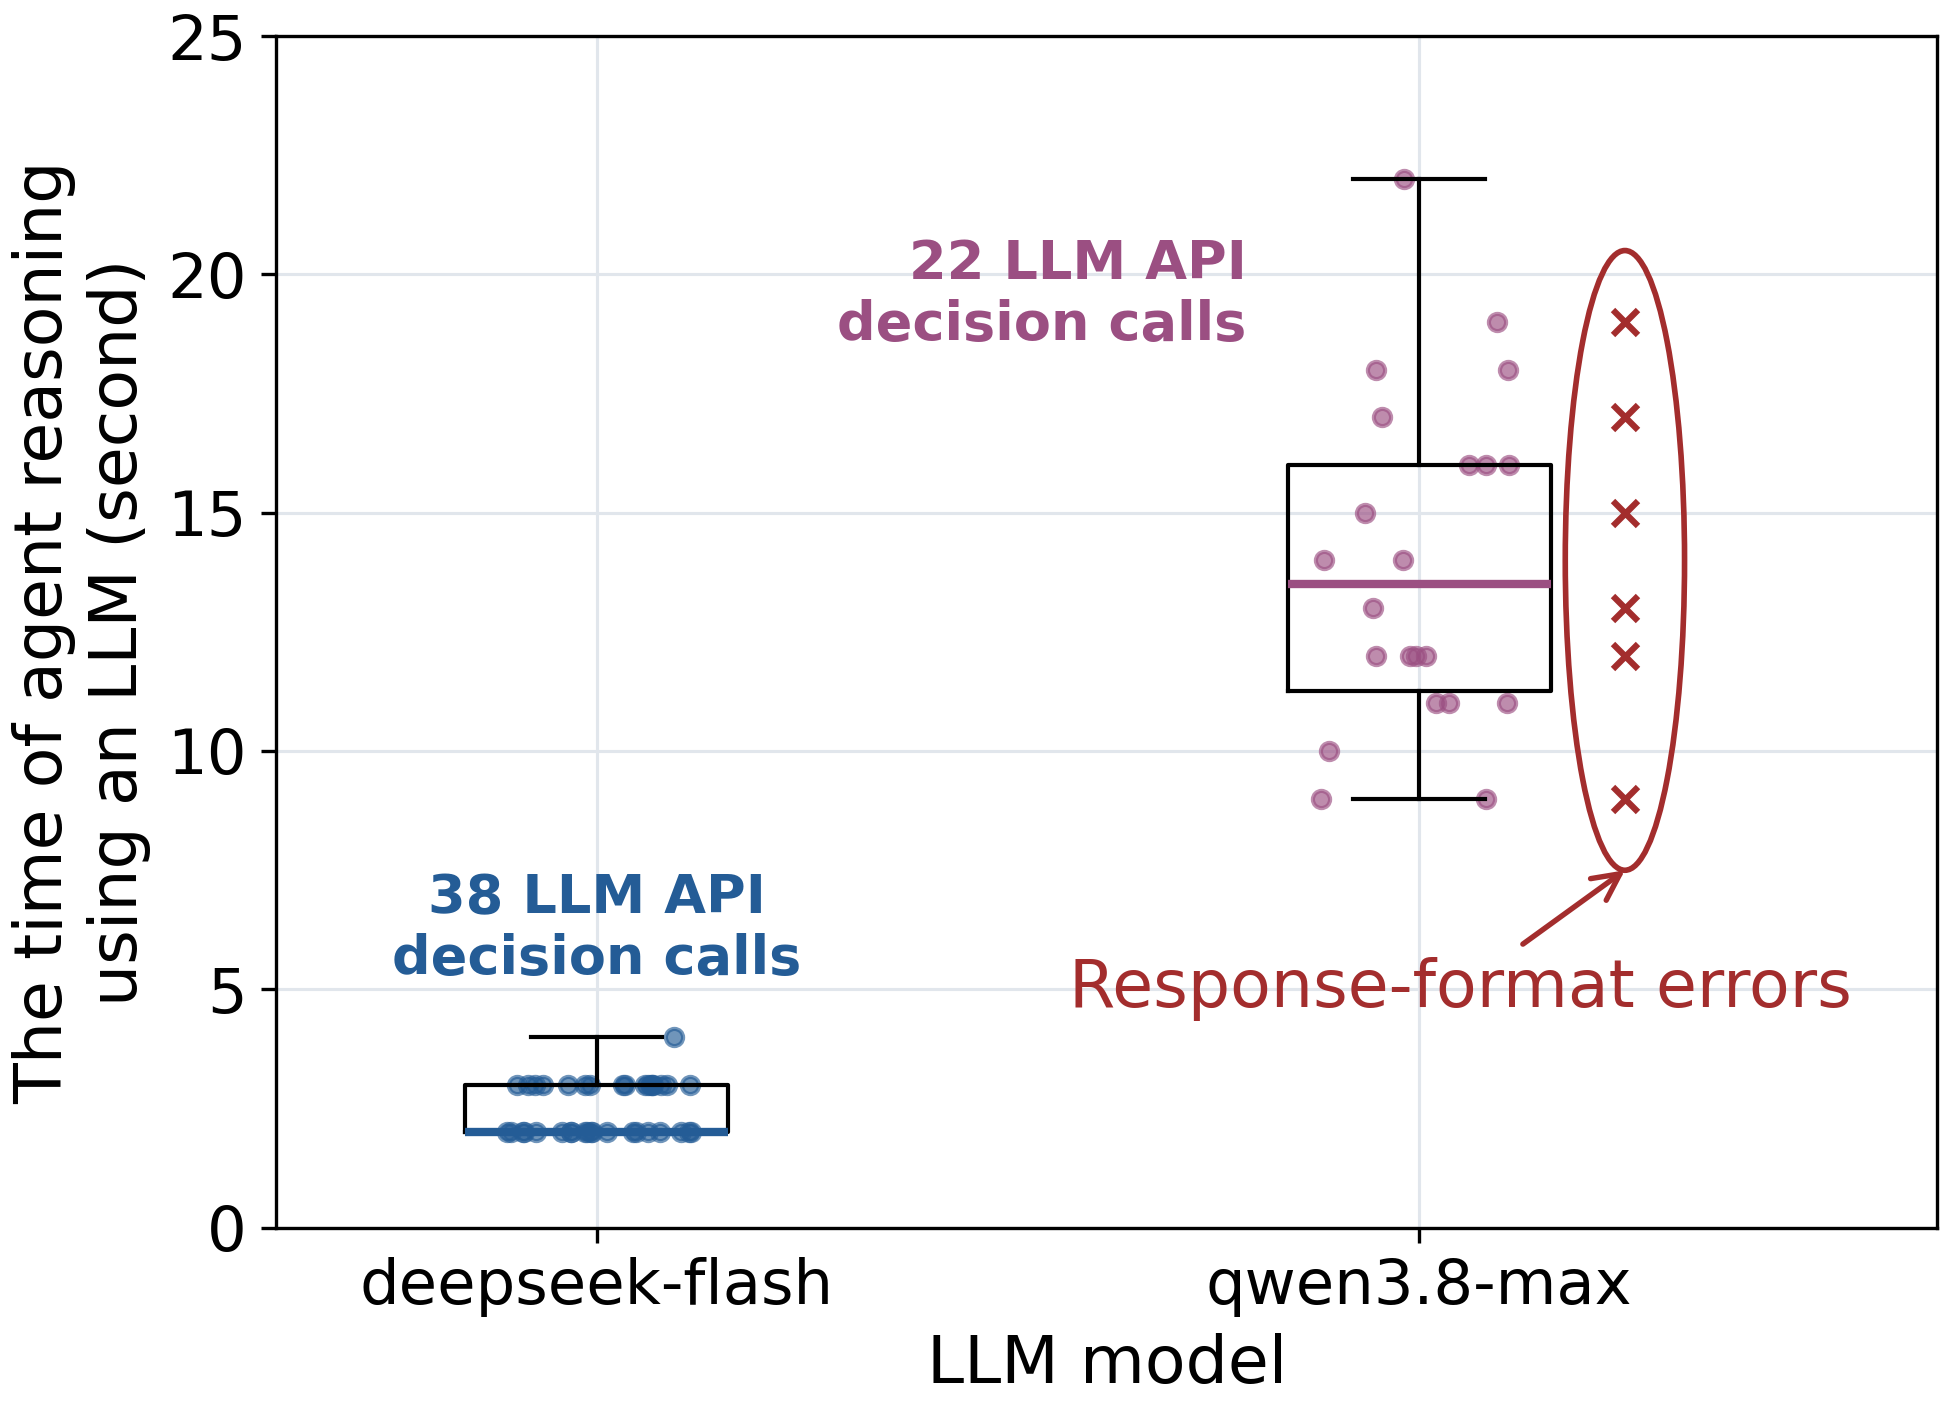 The time of agent reasoning
using an LLM (second)
25
20
15
10
5
0
22 LLM API
decision calls
38 LLM API
decision calls
Response-format errors
deepseek-flash
qwen3.8-max
LLM model